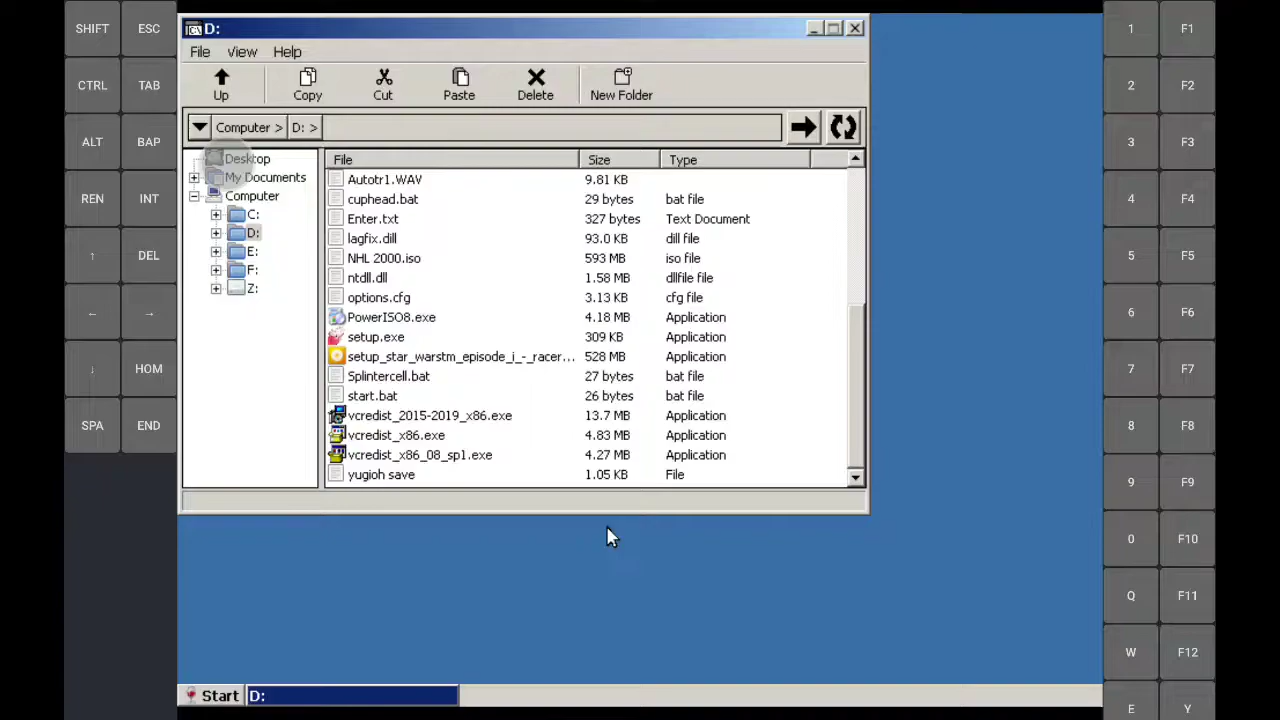 SHIFT ESC
CTRL TAB
ALT BAP
REN INT
↑ DEL
← →
↓ HOM
SPA END
D:
File View Help
Up Copy Cut Paste Delete New Folder
Computer > D: >
Desktop
My Documents
Computer
C:
D:
E:
F:
Z:
File Size Type
Autotr1.WAV 9.81 KB
cuphead.bat 29 bytes bat file
Enter.txt 327 bytes Text Document
lagfix.dill 93.0 KB dill file
NHL 2000.iso 593 MB iso file
ntdll.dl 1.58 MB dllfile file
options.cfg 3.13 KB cfg file
PowerISO8.exe 4.18 MB Application
setup.exe 309 KB Application
setup_star_warstm_episode_i_-_racer... 528 MB Application
Splintercell.bat 27 bytes bat file
start.bat 26 bytes bat file
vcredist_2015-2019_x86.exe 13.7 MB Application
vcredist_x86.exe 4.83 MB Application
vcredist_x86_08_sp1.exe 4.27 MB Application
yugioh save 1.05 KB File
Start D:
1 F1
2 F2
3 F3
4 F4
5 F5
6 F6
7 F7
8 F8
9 F9
0 F10
Q F11
W F12
E Y